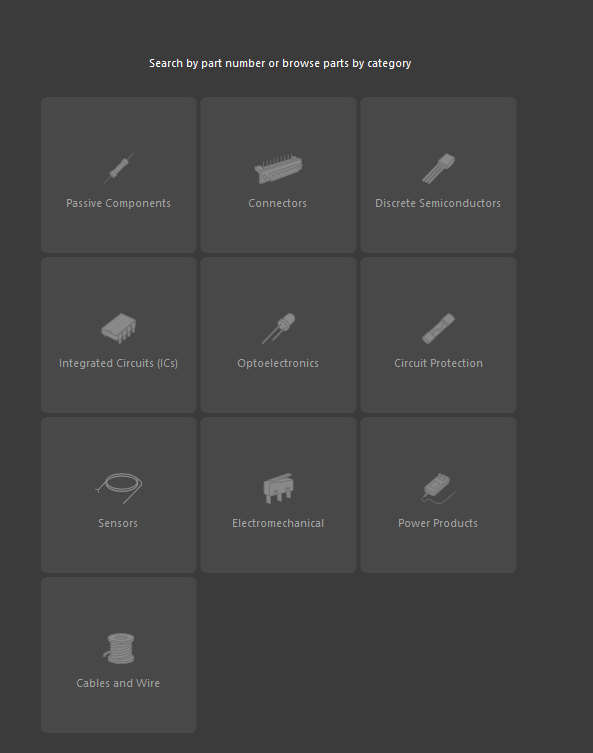 Search by part number or browse parts by category
Passive Components
Connectors
Discrete Semiconductors
Integrated Circuits (ICs)
Optoelectronics
Circuit Protection
Sensors
Electromechanical
Power Products
Cables and Wire